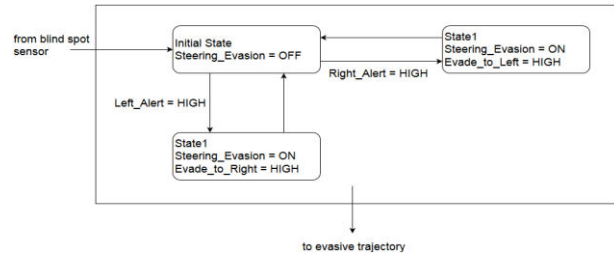 from blind spot
sensor
Initial State
Steering_Evasion = OFF
State1
Steering_Evasion = ON
Evade_to_Left = HIGH
Right_Alert = HIGH
Left_Alert = HIGH
State1
Steering_Evasion = ON
Evade_to_Right = HIGH
to evasive trajectory